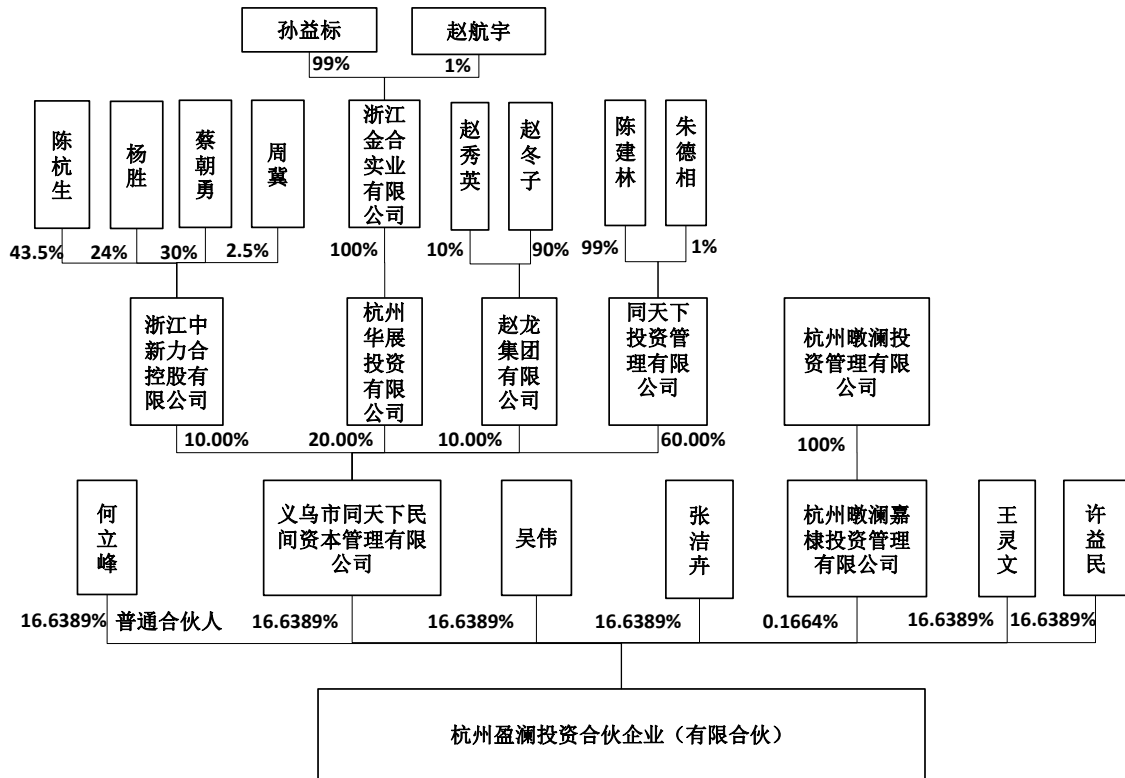 孙益标
赵航宇
99%
1%
陈杭生
杨胜
蔡朝勇
周冀
浙江
金合
实业
有限
公司
赵秀英
赵冬子
陈建林
朱德相
43.5%
24%
30%
2.5%
100%
10%
90%
99%
1%
浙江中
新力合
控股有
限公司
杭州
华展
投资
有限
公司
赵龙
集团
有限
公司
同天下
投资管
理有限
公司
杭州暾澜投
资管理有限
公司
10.00%
20.00%
10.00%
60.00%
100%
何立峰
义乌市同天下民
间资本管理有限
公司
吴伟
张洁卉
杭州暾澜嘉
棣投资管理
有限公司
王灵文
许益民
16.6389%
普通合伙人
16.6389%
16.6389%
16.6389%
0.1664%
16.6389%
16.6389%
杭州盈澜投资合伙企业（有限合伙）